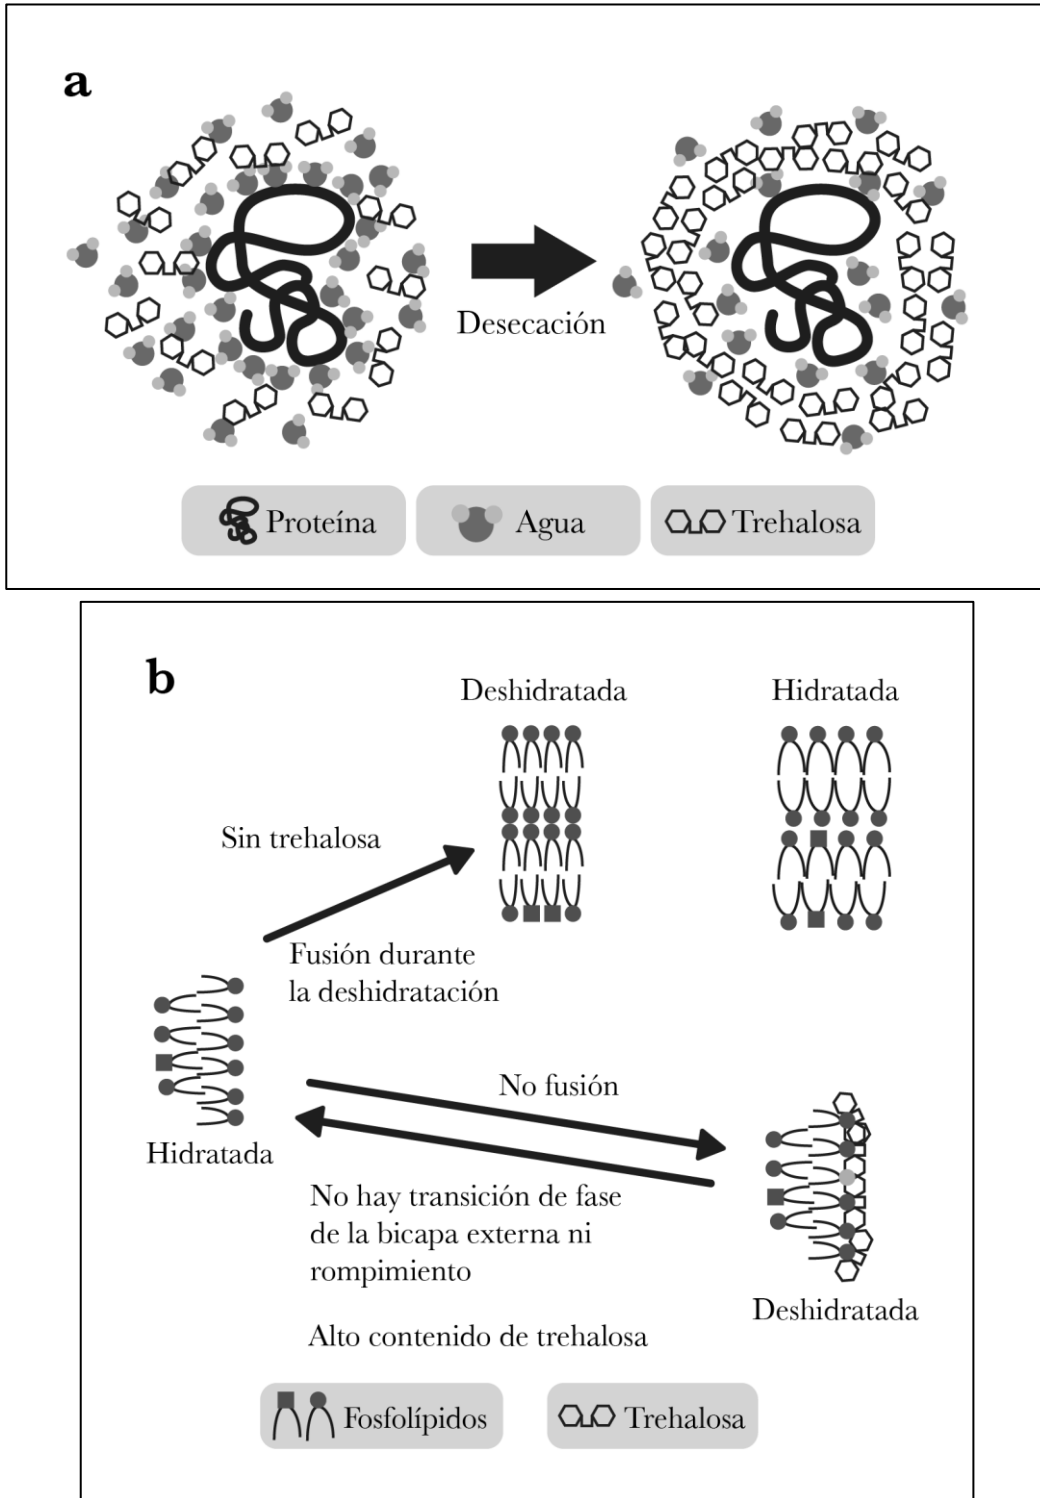 a
Desecación
Proteína
Agua
Trehalosa
b
Deshidratada
Hidratada
Sin trehalosa
Fusión durante
la deshidratación
No fusión
Hidratada
No hay transición de fase
de la bicapa externa ni
rompimiento
Deshidratada
Alto contenido de trehalosa
Fosfolípidos
Trehalosa